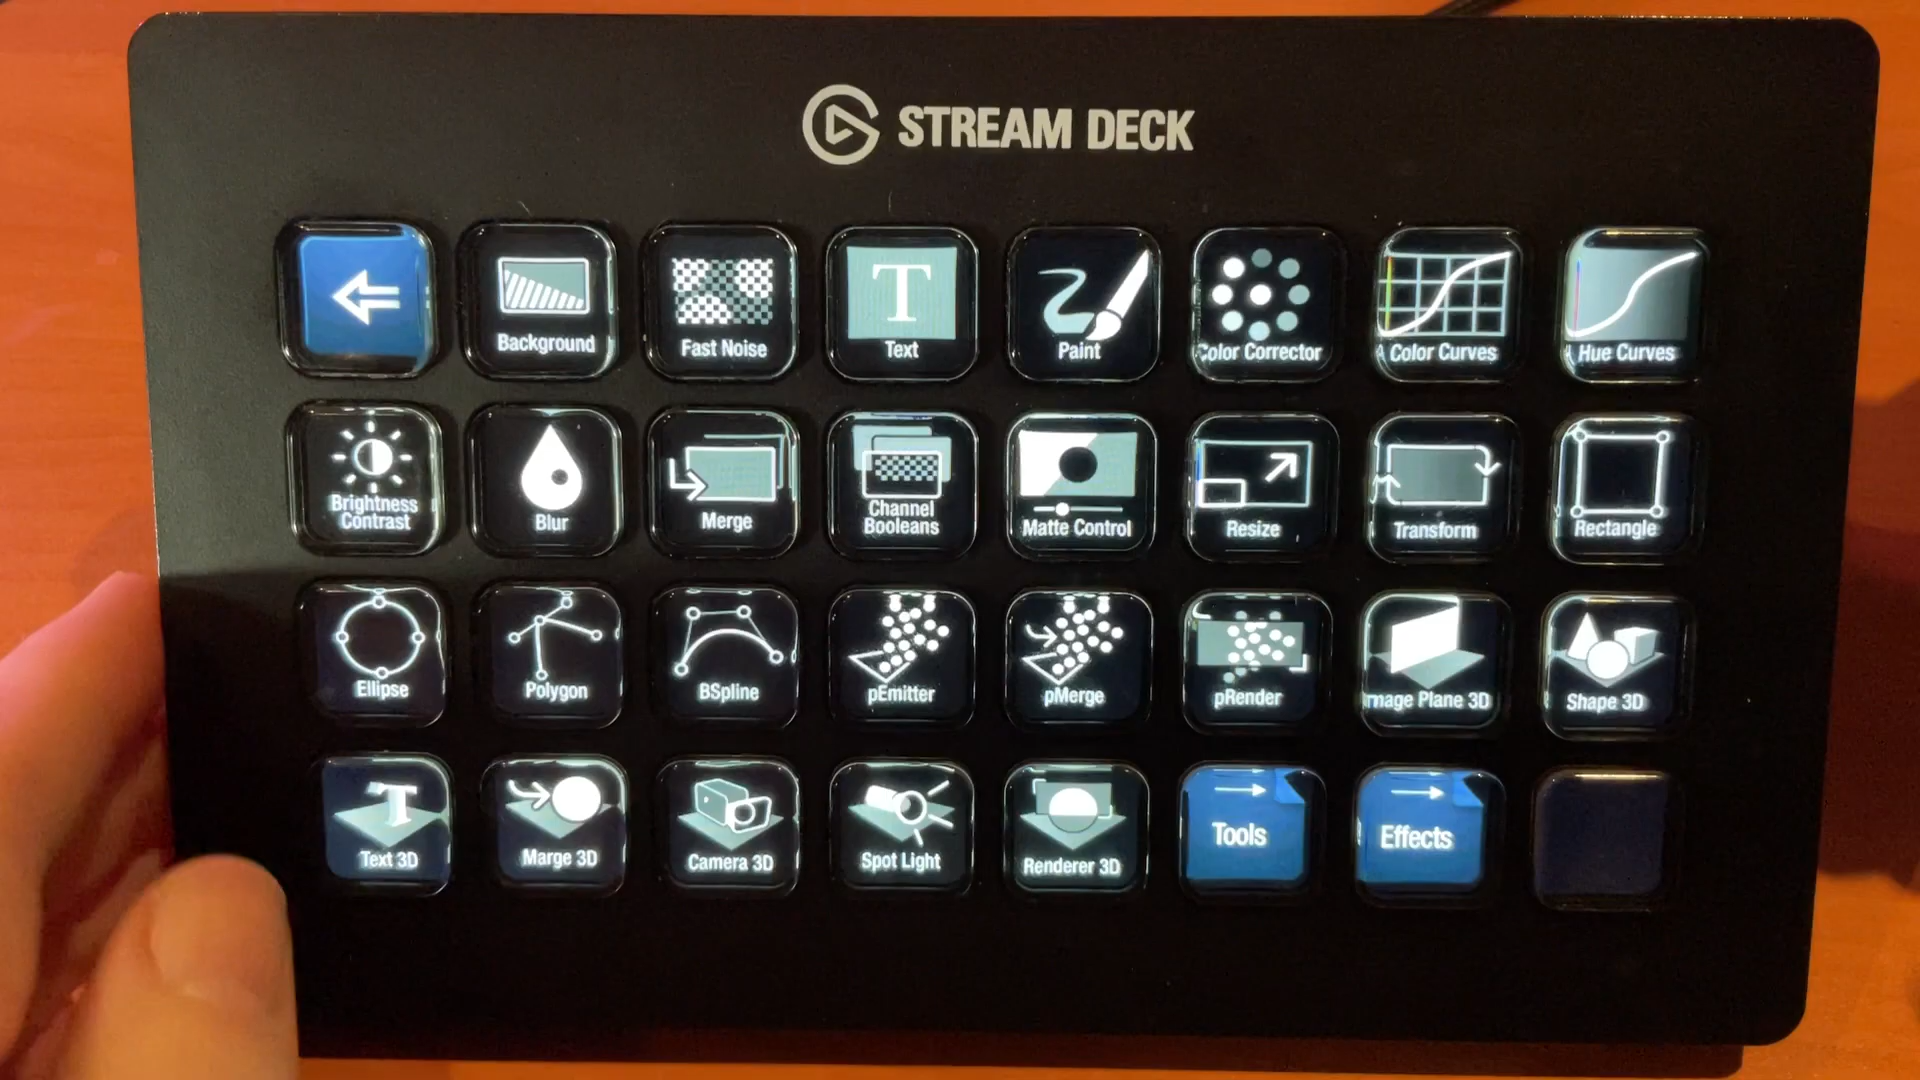 STREAM DECK
Background
Fast Noise
T
Text
Paint
Color Corrector
Color Curves
Hue Curves
Brightness
Contrast
Blur
Merge
Channel
Booleans
Matte Control
Resize
Transform
Rectangle
Ellipse
Polygon
BSpline
pEmitter
pMerge
pRender
Image Plane 3D
Shape 3D
T
Text 3D
Marge 3D
Camera 3D
Spot Light
Renderer 3D
Tools
Effects